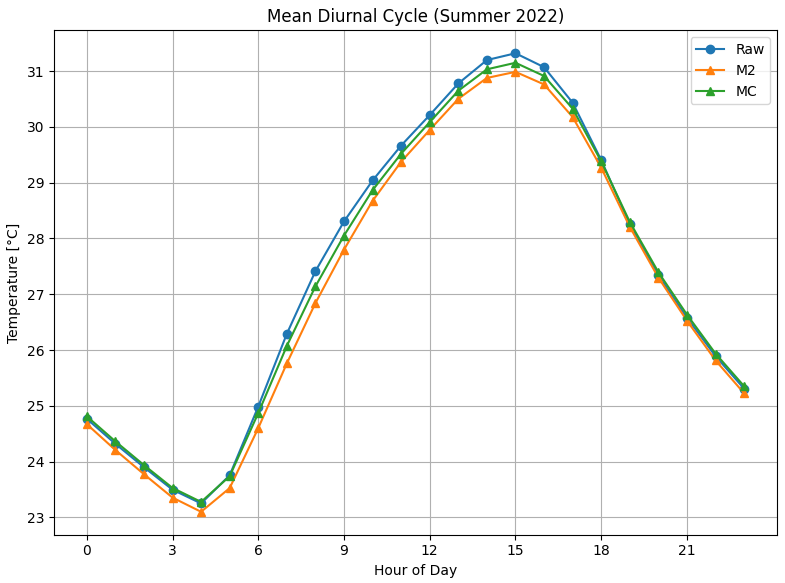 Mean Diurnal Cycle (Summer 2022)
Raw
M2
MC
Temperature [°C]
31
30
29
28
27
26
25
24
23
0 3 6 9 12 15 18 21
Hour of Day